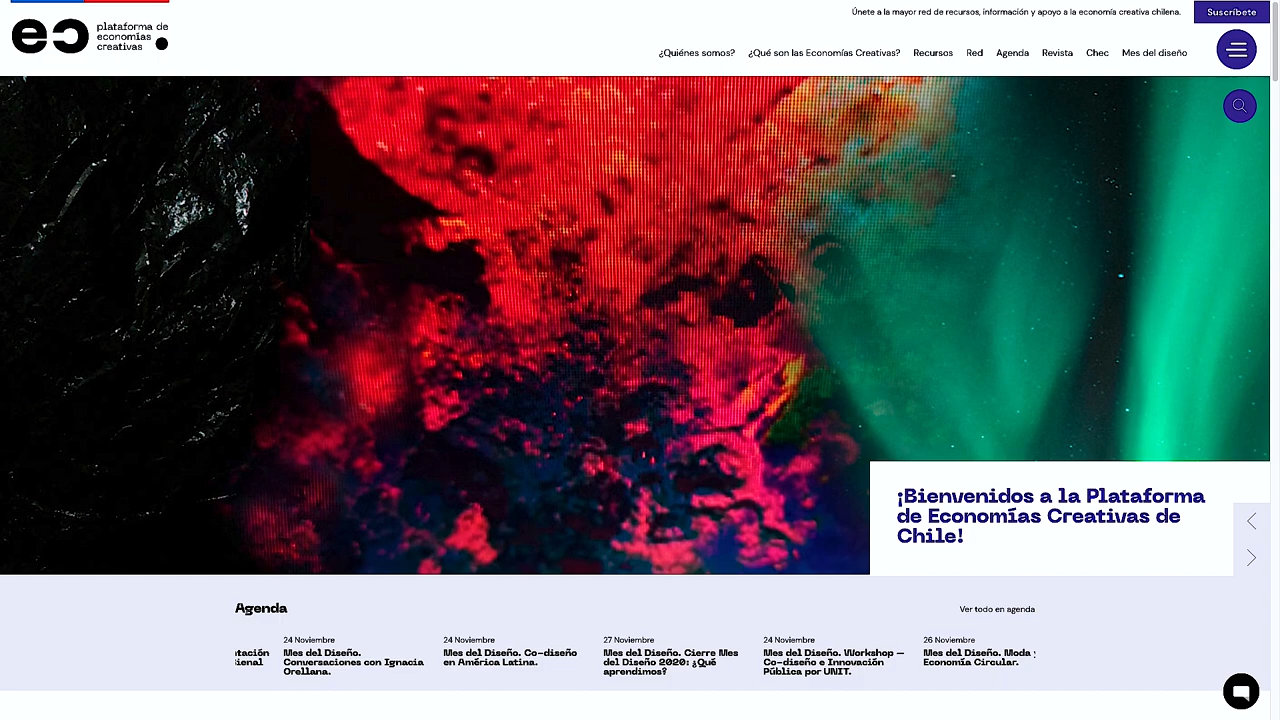 Únete a la mayor red de recursos, información y apoyo a la economía creativa chilena.
Suscríbete
ec
plataforma de
economías
creativas
¿Quiénes somos?
¿Qué son las Economías Creativas?
Recursos
Red
Agenda
Revista
Chec
Mes del diseño
¡Bienvenidos a la Plataforma
de Economías Creativas de
Chile!
Agenda
Ver todo en agenda
24 Noviembre
Mes del Diseño.
Conversaciones con Ignacia
Orellana.
24 Noviembre
Mes del Diseño. Co-diseño
en América Latina.
27 Noviembre
Mes del Diseño. Cierre Mes
del Diseño 2020: ¿Qué
aprendimos?
24 Noviembre
Mes del Diseño. Workshop –
Co-diseño e Innovación
Pública por UNIT.
26 Noviembre
Mes del Diseño. Moda y
Economía Circular.